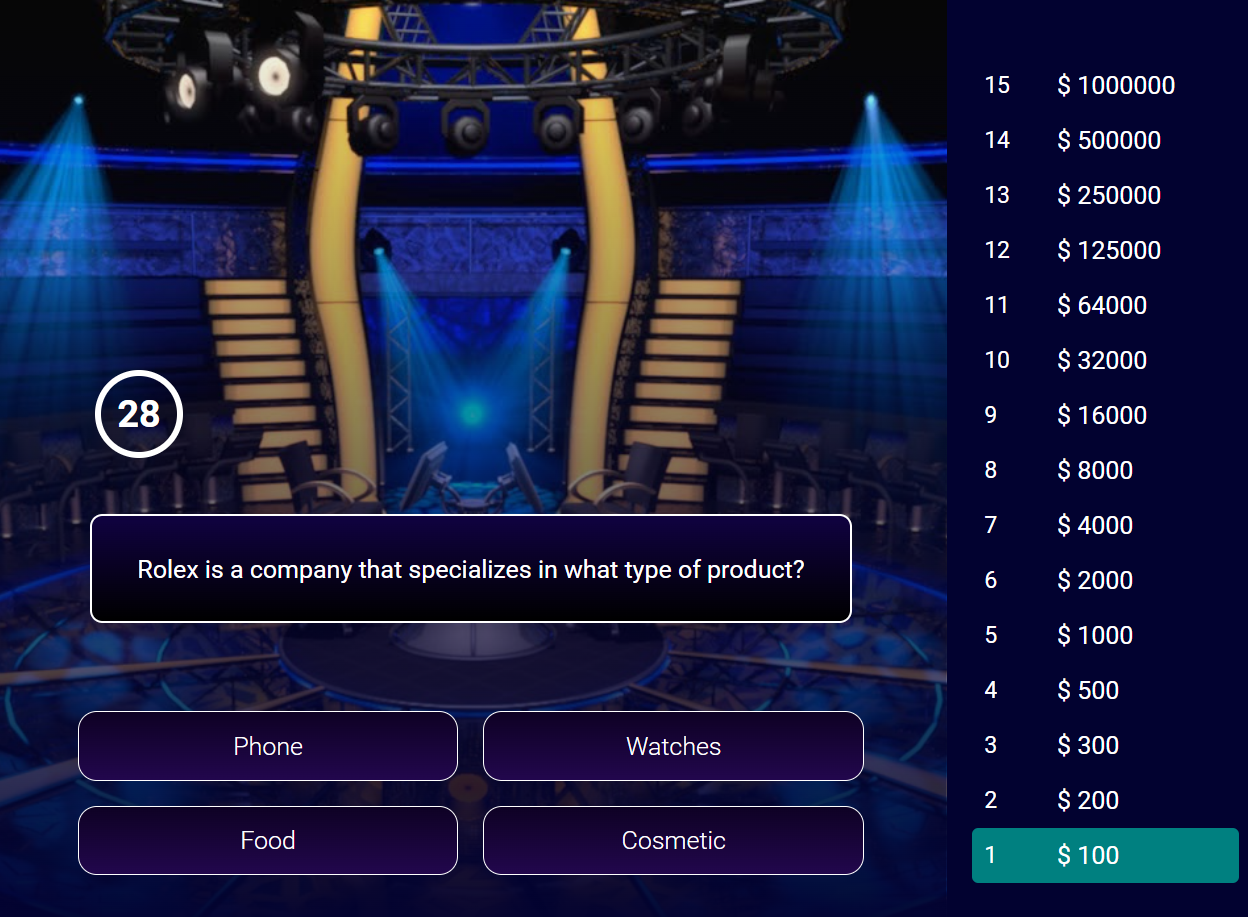 28
Rolex is a company that specializes in what type of product?
Phone
Watches
Food
Cosmetic
15 $ 1000000
14 $ 500000
13 $ 250000
12 $ 125000
11 $ 64000
10 $ 32000
9 $ 16000
8 $ 8000
7 $ 4000
6 $ 2000
5 $ 1000
4 $ 500
3 $ 300
2 $ 200
1 $ 100